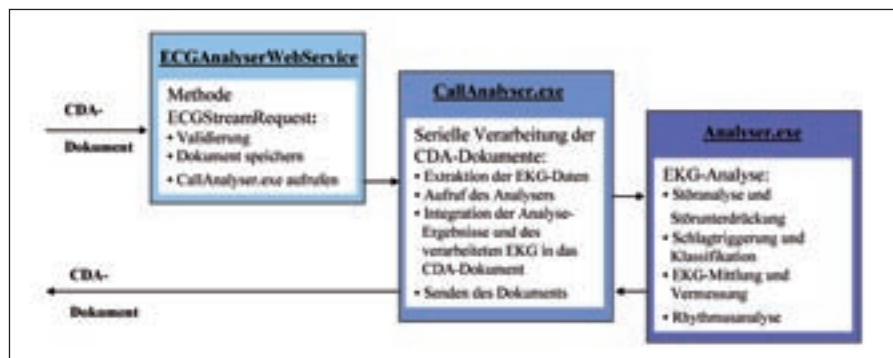 ECGAnalyserWebService
CDA-
Dokument
Methode
ECGStreamRequest:
• Validierung
• Dokument speichern
• CallAnalyser.exe aufrufen
CallAnalyser.exe
Serielle Verarbeitung der
CDA-Dokumente:
• Extraktion der EKG-Daten
• Aufruf des Analysers
• Integration der Analyse-
Ergebnisse und des
verarbeiteten EKG in das
CDA-Dokument
• Senden des Dokuments
Analyser.exe
EKG-Analyse:
• Störanalyse und
Störunterdrückung
• Schlagtriggerung und
Klassifikation
• EKG-Mittlung und
Vermessung
• Rhythmusanalyse
CDA-
Dokument